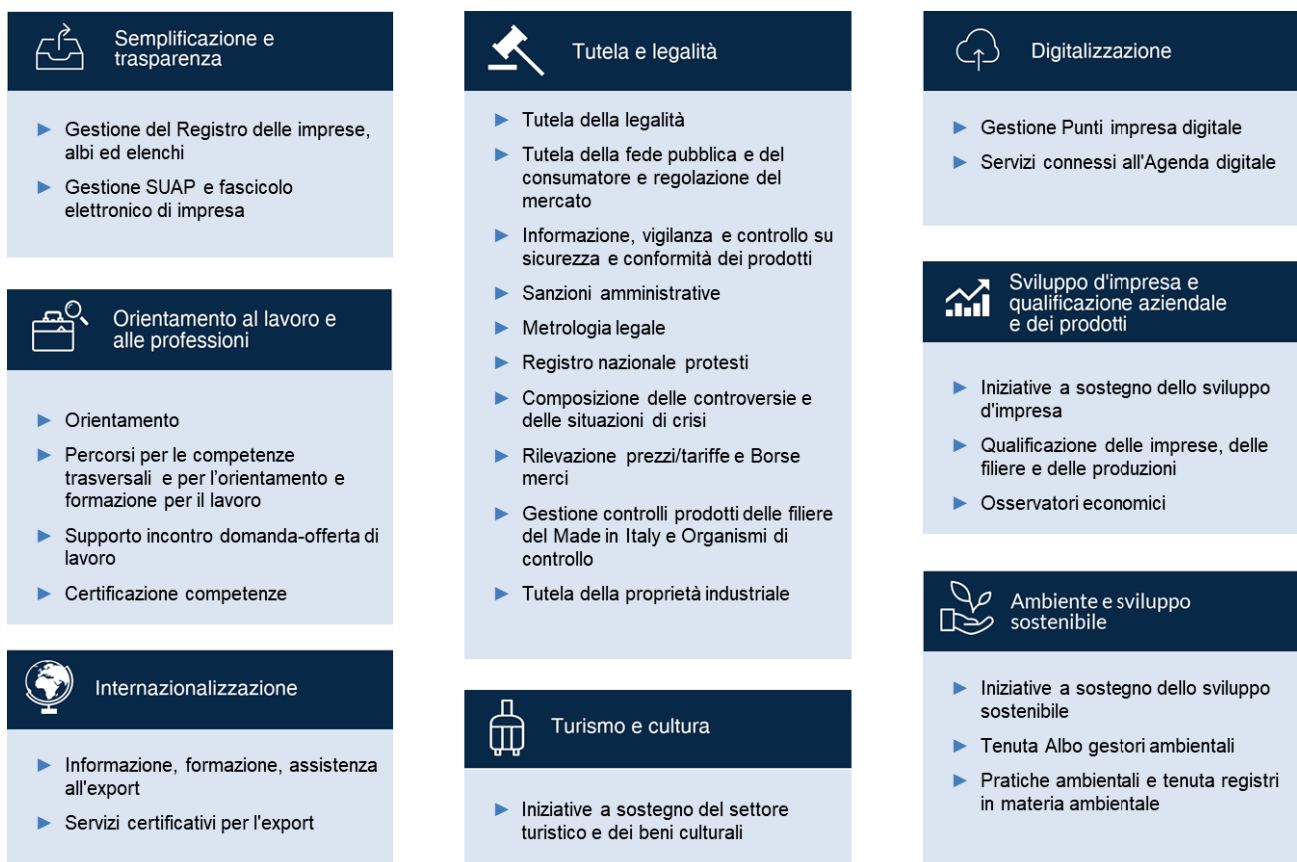 Semplificazione e
trasparenza
► Gestione del Registro delle imprese,
albi ed elenchi
► Gestione SUAP e fascicolo
elettronico di impresa
Orientamento al lavoro e
alle professioni
► Orientamento
► Percorsi per le competenze
trasversali e per l’orientamento e
formazione per il lavoro
► Supporto incontro domanda-offerta di
lavoro
► Certificazione competenze
Internazionalizzazione
► Informazione, formazione, assistenza
all'export
► Servizi certificativi per l'export
Tutela e legalità
► Tutela della legalità
► Tutela della fede pubblica e del
consumatore e regolazione del
mercato
► Informazione, vigilanza e controllo su
sicurezza e conformità dei prodotti
► Sanzioni amministrative
► Metrologia legale
► Registro nazionale protesti
► Composizione delle controversie e
delle situazioni di crisi
► Rilevazione prezzi/tariffe e Borse
merci
► Gestione controlli prodotti delle filiere
del Made in Italy e Organismi di
controllo
► Tutela della proprietà industriale
Turismo e cultura
► Iniziative a sostegno del settore
turistico e dei beni culturali
Digitalizzazione
► Gestione Punti impresa digitale
► Servizi connessi all'Agenda digitale
Sviluppo d'impresa e
qualificazione aziendale
e dei prodotti
► Iniziative a sostegno dello sviluppo
d'impresa
► Qualificazione delle imprese, delle
filiere e delle produzioni
► Osservatori economici
Ambiente e sviluppo
sostenibile
► Iniziative a sostegno dello sviluppo
sostenibile
► Tenuta Albo gestori ambientali
► Pratiche ambientali e tenuta registri
in materia ambientale